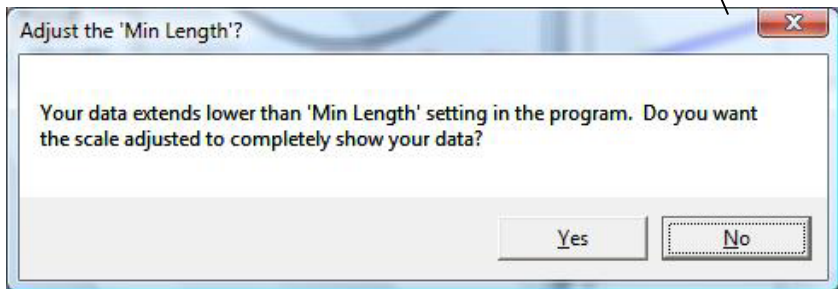 Adjust the 'Min Length'?
Your data extends lower than 'Min Length' setting in the program.  Do you want
the scale adjusted to completely show your data?
Yes
No